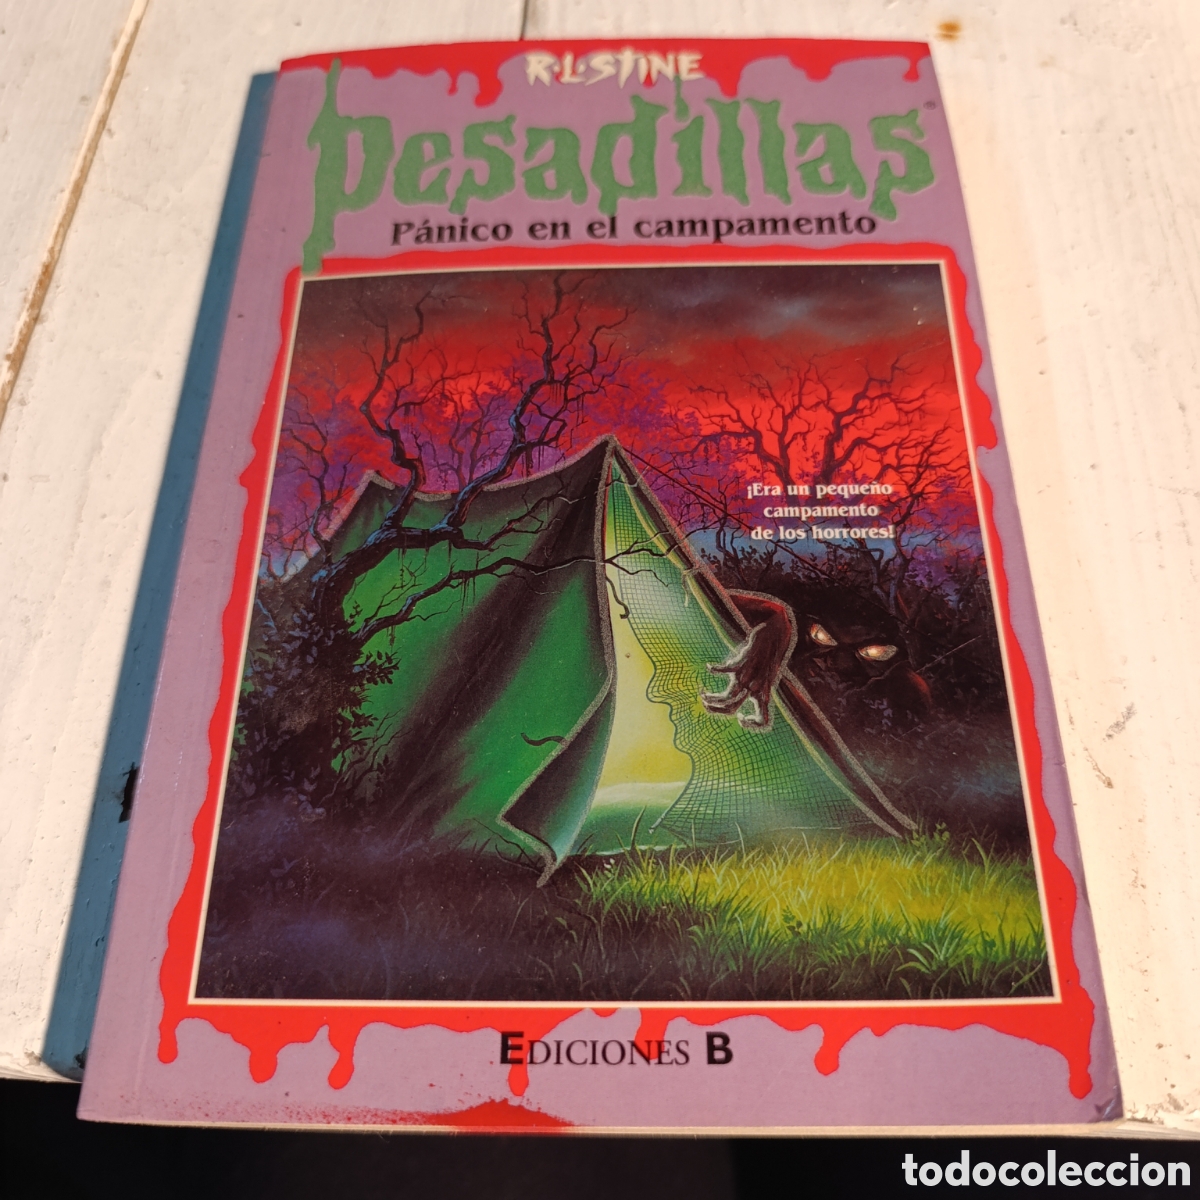 R·L·STINE
Pesadillas®
Pánico en el campamento
¡Era un pequeño
campamento
de los horrores!
EDICIONES B
todocoleccion